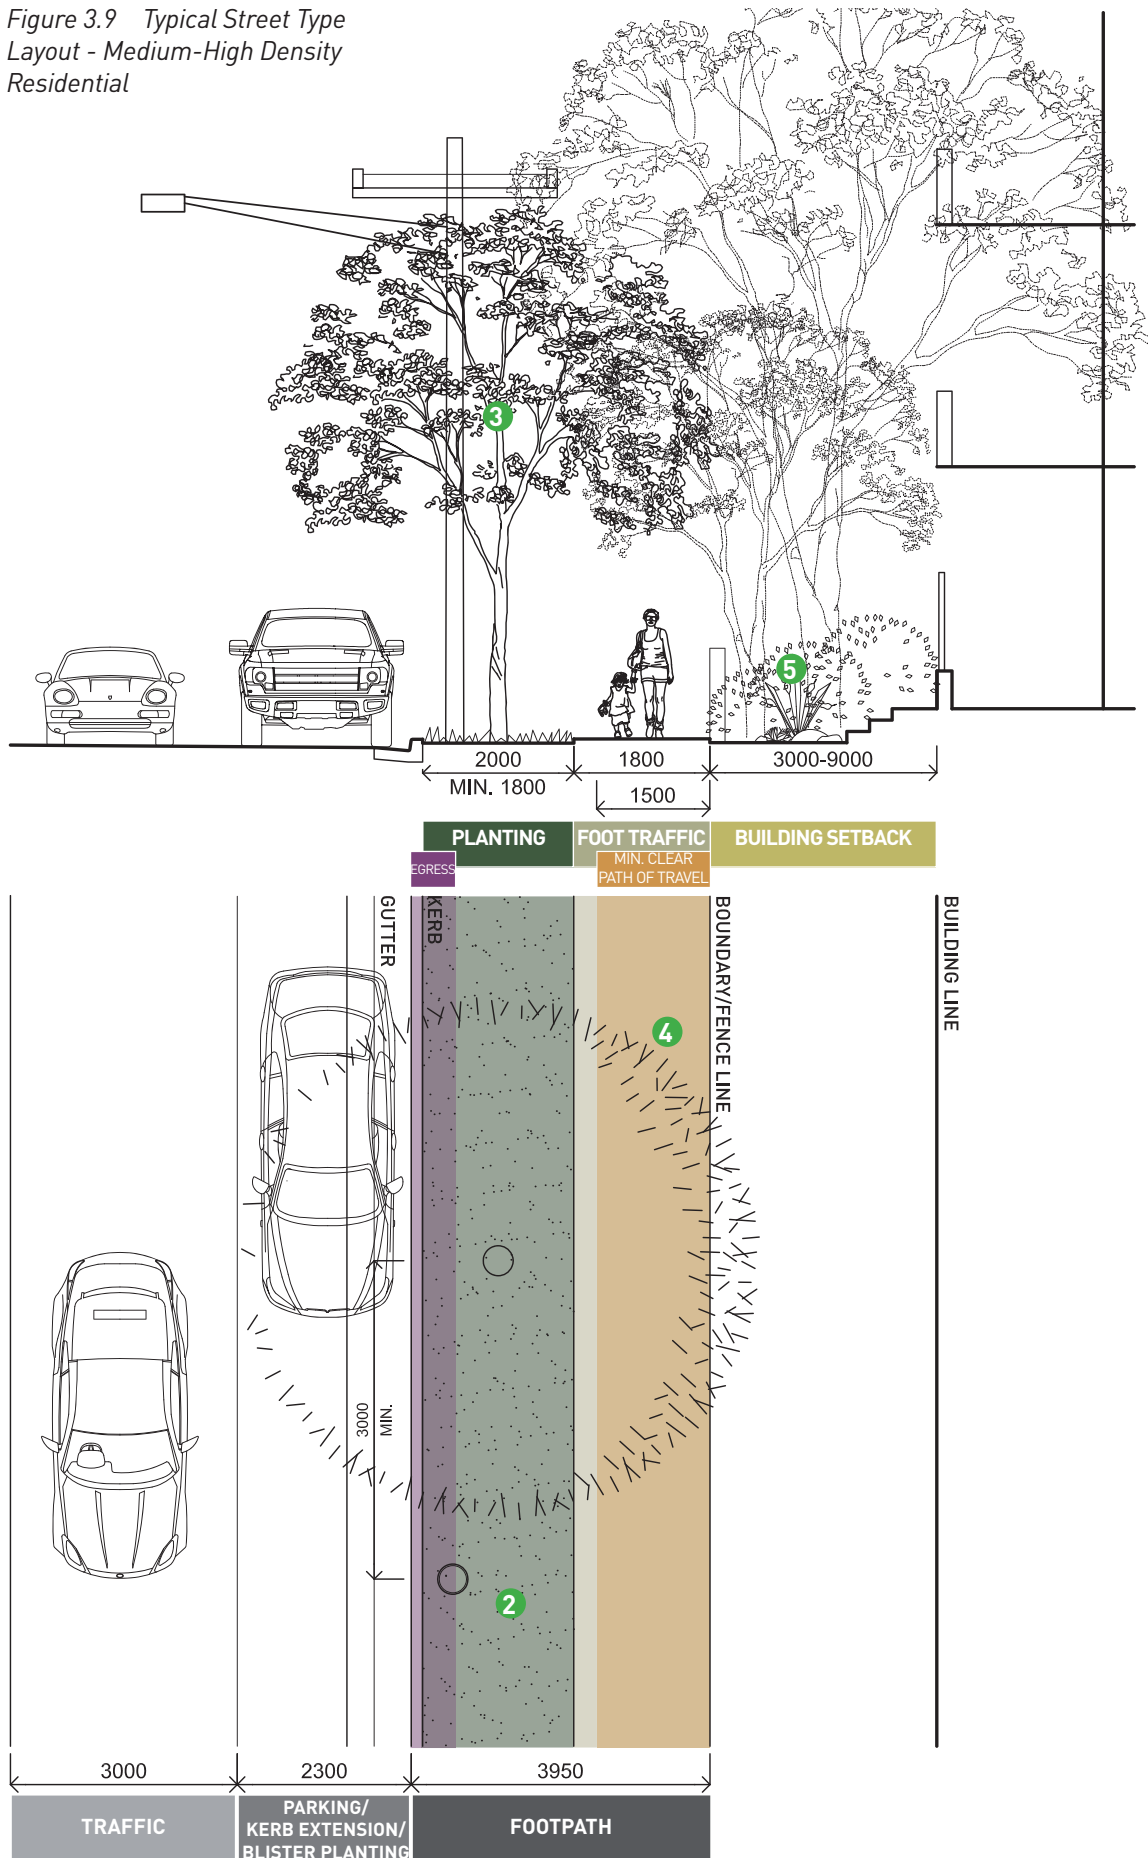 Figure 3.9 Typical Street Type
Layout - Medium-High Density
Residential
3
5
2000
1800
3000-9000
MIN. 1800
1500
PLANTING
FOOT TRAFFIC
BUILDING SETBACK
EGRESS
MIN. CLEAR
PATH OF TRAVEL
GUTTER
KERB
BOUNDARY/FENCE LINE
BUILDING LINE
4
3000
MIN.
2
3000
2300
3950
TRAFFIC
PARKING/
KERB EXTENSION/
BLISTER PLANTING
FOOTPATH